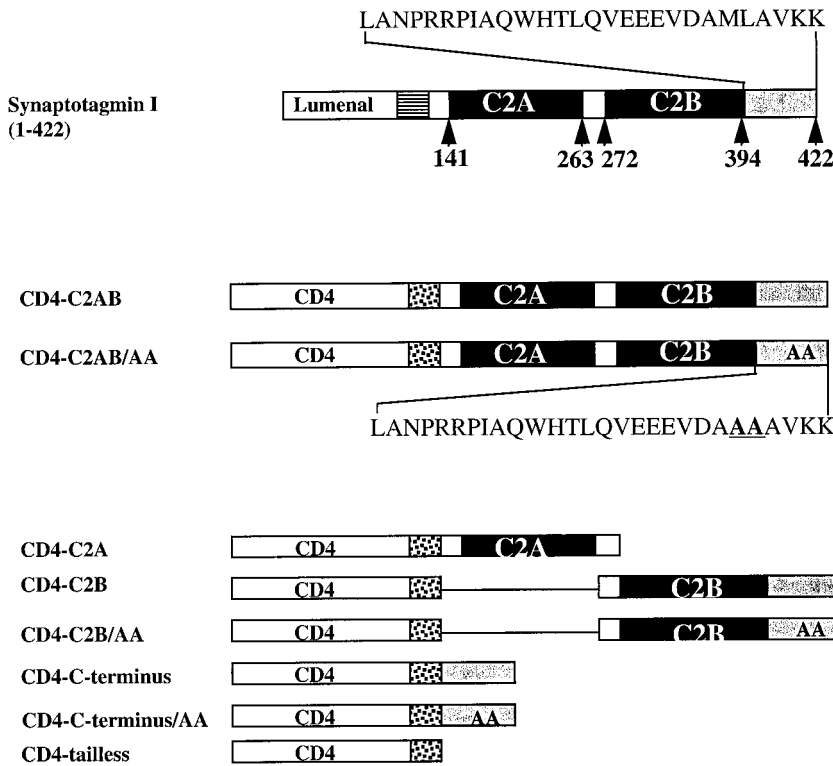 LANPRRPIAQWHTLQVEEEVDAMLAVKK
Synaptotagmin I
(1-422)
Lumenal C2A C2B
141 263 272 394 422
CD4-C2AB CD4 C2A C2B
CD4-C2AB/AA CD4 C2A C2B AA
LANPRRPIAQWHTLQVEEEVDAAAAVKK
CD4-C2A CD4 C2A
CD4-C2B CD4 C2B
CD4-C2B/AA CD4 C2B AA
CD4-C-terminus CD4
CD4-C-terminus/AA CD4 AA
CD4-tailless CD4